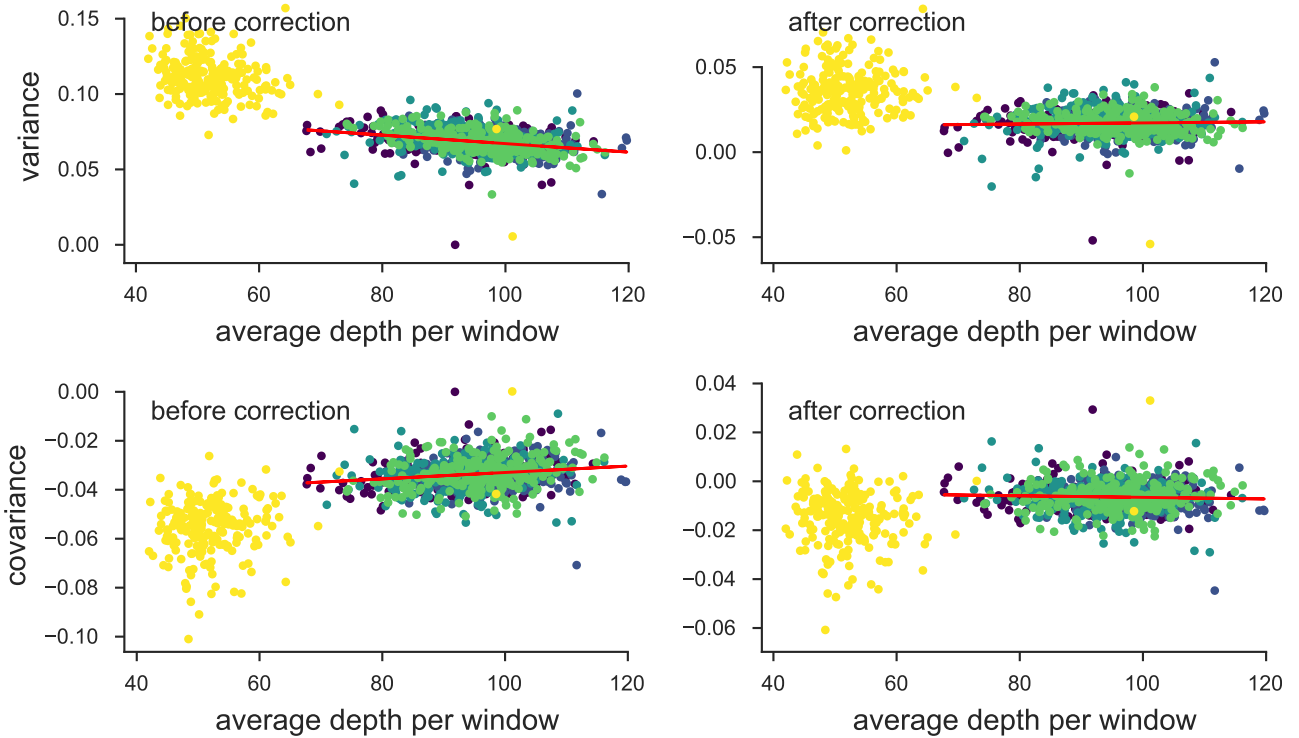 before correction
0.15
0.10
0.05
0.00
variance
40 60 80 100 120
average depth per window
after correction
0.05
0.00
−0.05
40 60 80 100 120
average depth per window
before correction
0.00
−0.02
−0.04
−0.06
−0.08
−0.10
covariance
40 60 80 100 120
average depth per window
after correction
0.04
0.02
0.00
−0.02
−0.04
−0.06
40 60 80 100 120
average depth per window